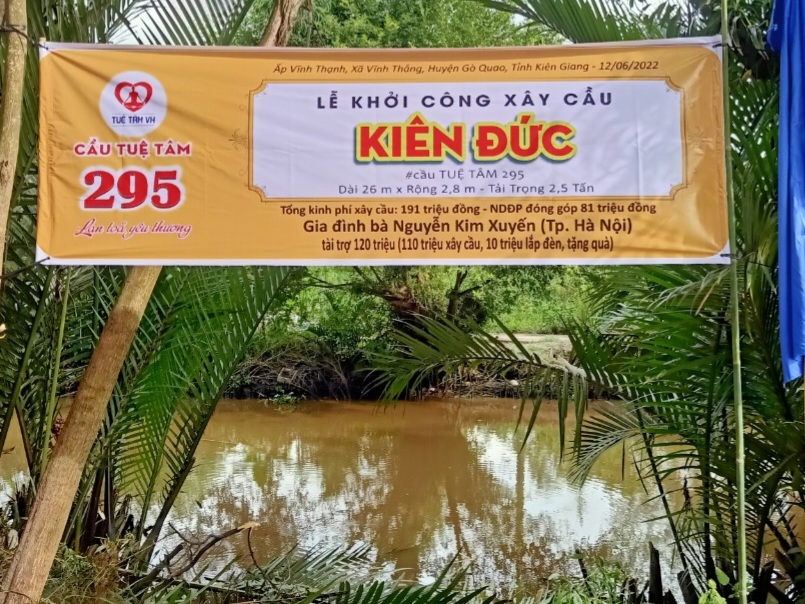 Ấp Vĩnh Thạnh, Xã Vĩnh Thắng, Huyện Gò Quao, Tỉnh Kiên Giang - 12/06/2022
LỄ KHỞI CÔNG XÂY CẦU
KIÊN ĐỨC
#cầu TUỆ TÂM 295
Dài 26 m x Rộng 2,8 m - Tải Trọng 2,5 Tấn
TUỆ TÂM VH
CẦU TUỆ TÂM
295
Lan toả yêu thương
Tổng kinh phí xây cầu: 191 triệu đồng - NDĐP đóng góp 81 triệu đồng
Gia đình bà Nguyễn Kim Xuyến (Tp. Hà Nội)
tài trợ 120 triệu (110 triệu xây cầu, 10 triệu lắp đèn, tặng quà)